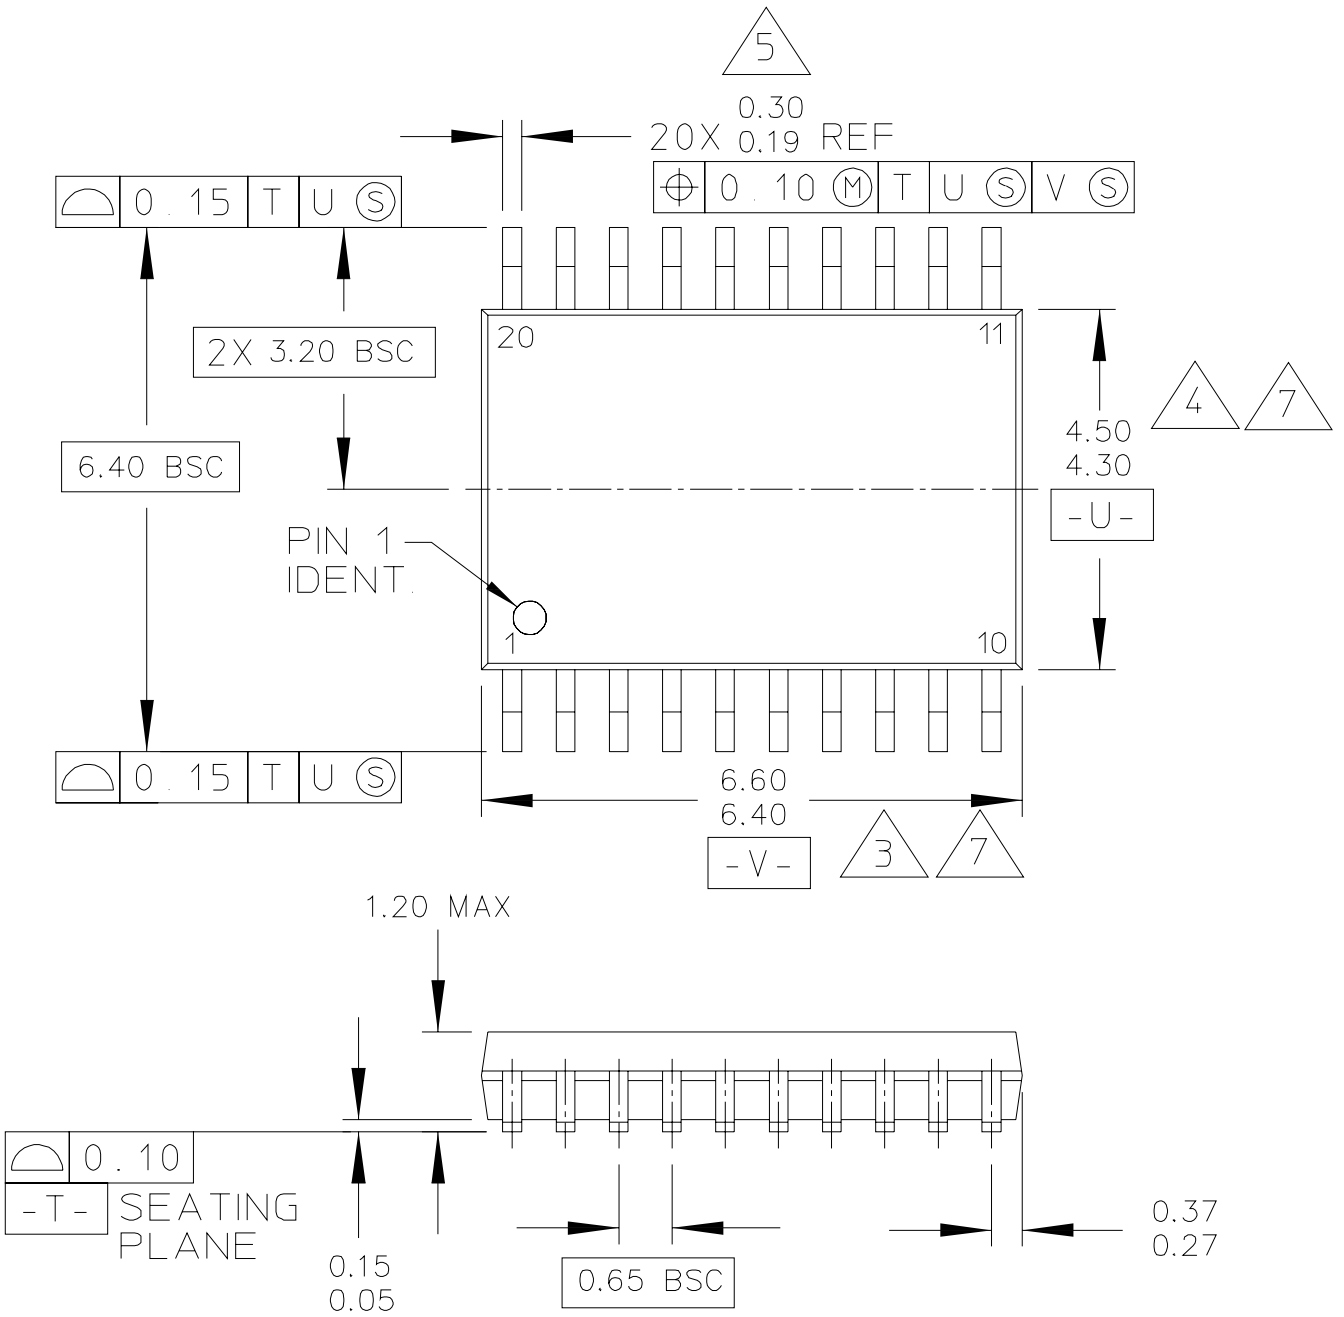 5
0.30
20X 0.19 REF
0.10 Ⓜ T U Ⓢ V Ⓢ
0.15 T U Ⓢ
20 11
2X 3.20 BSC
4 7
4.50
4.30
6.40 BSC
-U-
PIN 1
IDENT.
1 10
0.15 T U Ⓢ
6.60
6.40
-V- 3 7
1.20 MAX
0.10
-T- SEATING
PLANE
0.15
0.05
0.65 BSC
0.37
0.27